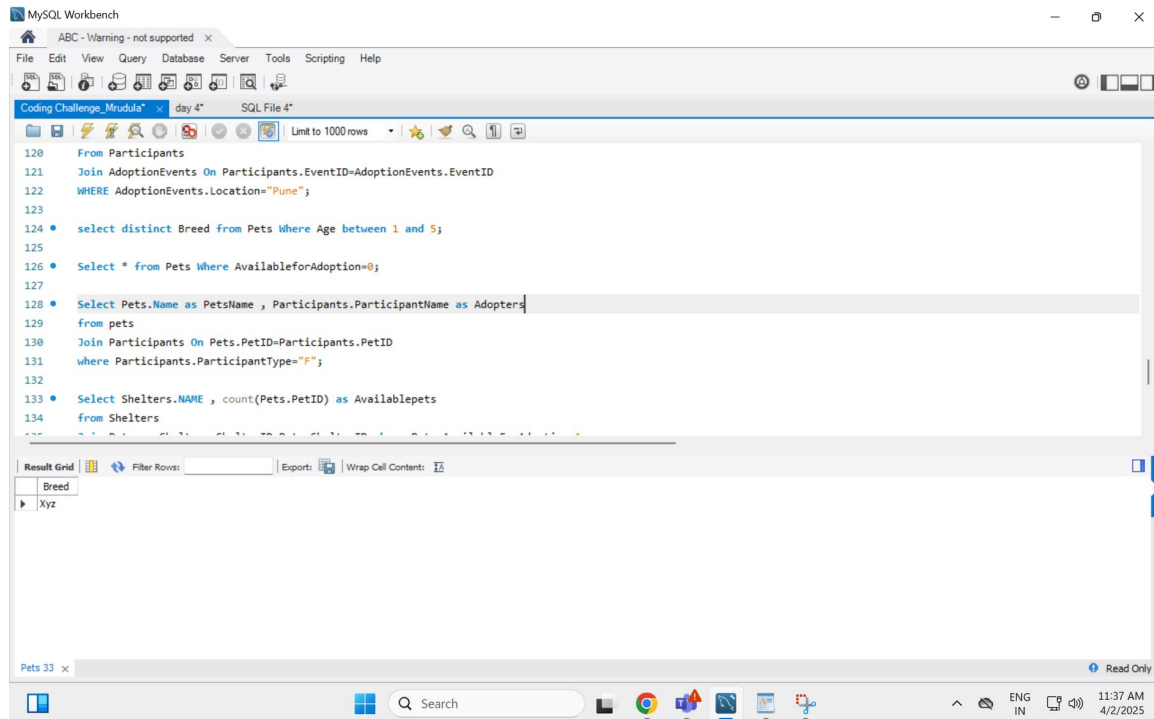 MySQL Workbench
ABC - Warning - not supported
File Edit View Query Database Server Tools Scripting Help
Coding Challenge_Mrudula* day 4* SQL File 4*
Limit to 1000 rows
120 From Participants
121 Join AdoptionEvents On Participants.EventID=AdoptionEvents.EventID
122 WHERE AdoptionEvents.Location="Pune";
123
124 select distinct Breed from Pets Where Age between 1 and 5;
125
126 Select * from Pets Where AvailableforAdoption=0;
127
128 Select Pets.Name as PetsName , Participants.ParticipantName as Adopters
129 from pets
130 Join Participants On Pets.PetID=Participants.PetID
131 where Participants.ParticipantType="F";
132
133 Select Shelters.NAME , count(Pets.PetID) as Availablepets
134 from Shelters
Result Grid Filter Rows: Export: Wrap Cell Content:
Breed
Xyz
Pets 33 Read Only
Search
ENG
IN
11:37 AM
4/2/2025